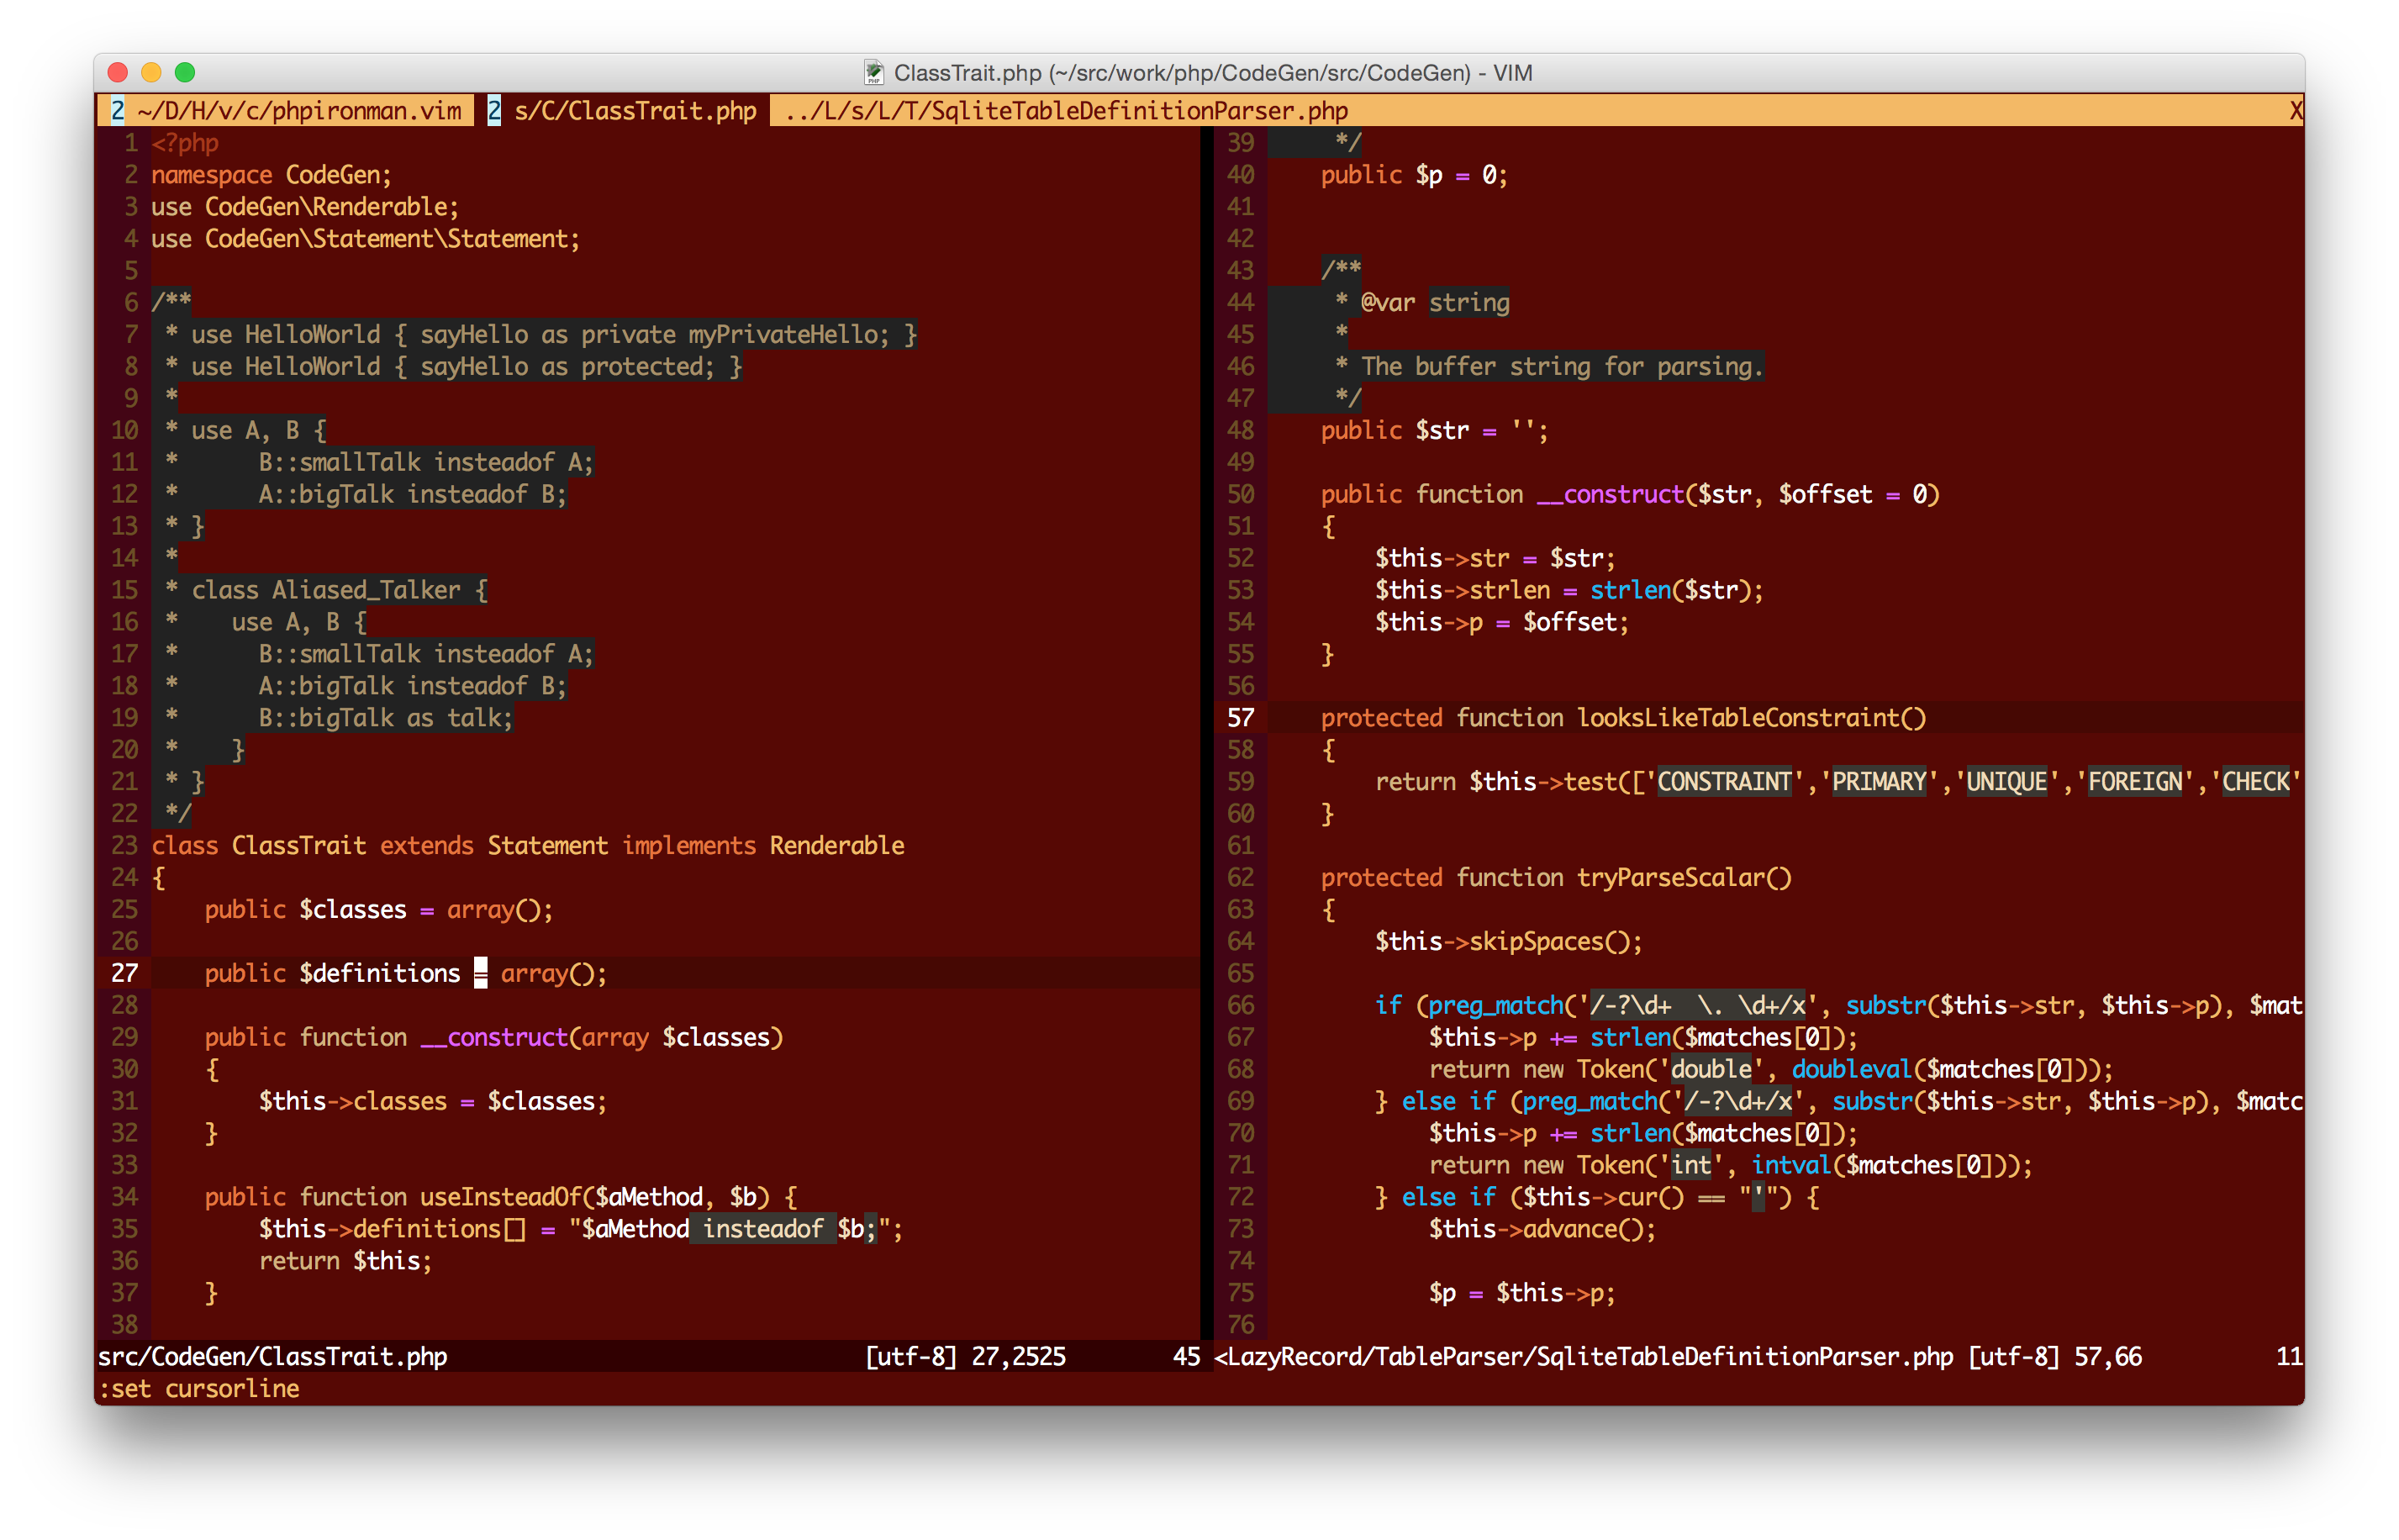 ClassTrait.php (~/src/work/php/CodeGen/src/CodeGen) - VIM
2 ~/D/H/v/c/phpironman.vim 2 s/C/ClassTrait.php ../L/s/L/T/SqliteTableDefinitionParser.php X
1 <?php
2 namespace CodeGen;
3 use CodeGen\Renderable;
4 use CodeGen\Statement\Statement;
5
6 /**
7  * use HelloWorld { sayHello as private myPrivateHello; }
8  * use HelloWorld { sayHello as protected; }
9  *
10  * use A, B {
11  *      B::smallTalk insteadof A;
12  *      A::bigTalk insteadof B;
13  * }
14  *
15  * class Aliased_Talker {
16  *    use A, B {
17  *      B::smallTalk insteadof A;
18  *      A::bigTalk insteadof B;
19  *      B::bigTalk as talk;
20  *    }
21  * }
22  */
23 class ClassTrait extends Statement implements Renderable
24 {
25     public $classes = array();
26
27     public $definitions = array();
28
29     public function __construct(array $classes)
30     {
31         $this->classes = $classes;
32     }
33
34     public function useInsteadOf($aMethod, $b) {
35         $this->definitions[] = "$aMethod insteadof $b;";
36         return $this;
37     }
38
src/CodeGen/ClassTrait.php [utf-8] 27,2525 45
39      */
40     public $p = 0;
41
42
43     /**
44      * @var string
45      *
46      * The buffer string for parsing.
47      */
48     public $str = '';
49
50     public function __construct($str, $offset = 0)
51     {
52         $this->str = $str;
53         $this->strlen = strlen($str);
54         $this->p = $offset;
55     }
56
57     protected function looksLikeTableConstraint()
58     {
59         return $this->test(['CONSTRAINT','PRIMARY','UNIQUE','FOREIGN','CHECK'
60     }
61
62     protected function tryParseScalar()
63     {
64         $this->skipSpaces();
65
66         if (preg_match('/-?\d+  \. \d+/x', substr($this->str, $this->p), $mat
67             $this->p += strlen($matches[0]);
68             return new Token('double', doubleval($matches[0]));
69         } else if (preg_match('/-?\d+/x', substr($this->str, $this->p), $matc
70             $this->p += strlen($matches[0]);
71             return new Token('int', intval($matches[0]));
72         } else if ($this->cur() == "'") {
73             $this->advance();
74
75             $p = $this->p;
76
<LazyRecord/TableParser/SqliteTableDefinitionParser.php [utf-8] 57,66 11
:set cursorline